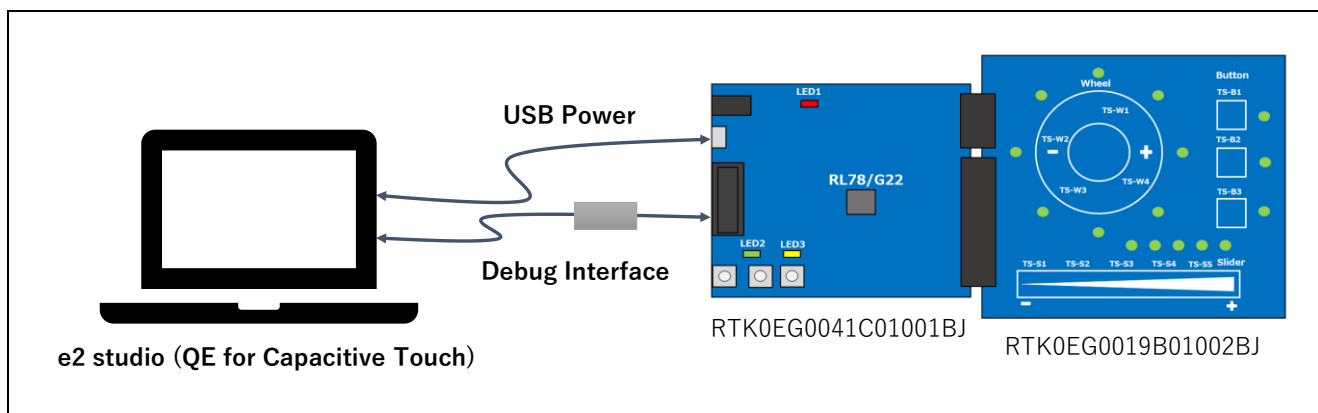 USB Power
Debug Interface
e2 studio (QE for Capacitive Touch)
LED1
RL78/G22
LED2
LED3
RTK0EG0041C01001BJ
Wheel
TS-W1
TS-W2
- +
TS-W3
TS-W4
Button
TS-B1
TS-B2
TS-B3
TS-S1 TS-S2 TS-S3 TS-S4 TS-S5 Slider
- +
RTK0EG0019B01002BJ